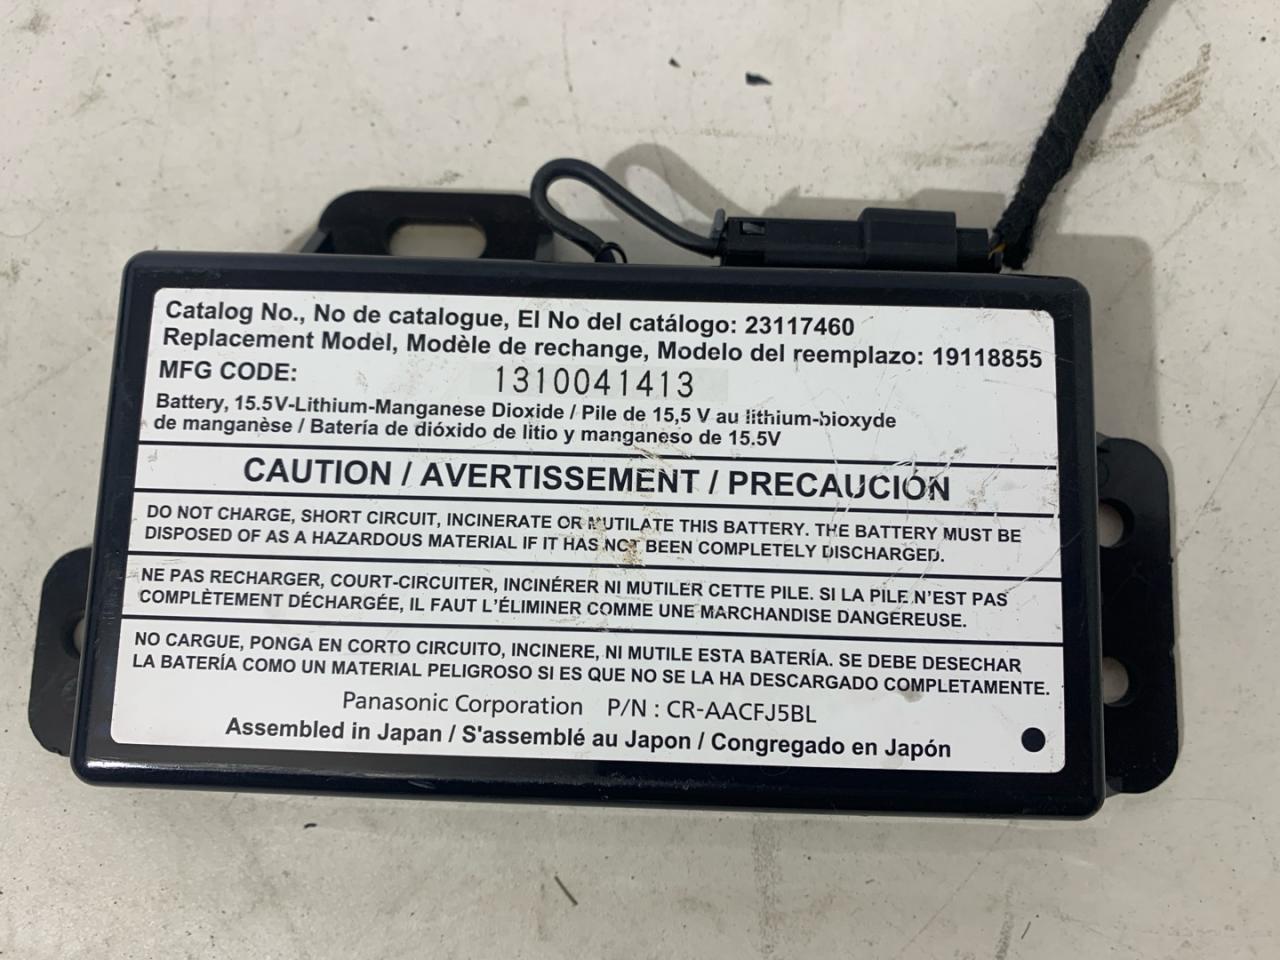 Catalog No., No de catalogue, El No del catálogo: 23117460
Replacement Model, Modèle de rechange, Modelo del reemplazo: 19118855
MFG CODE: 1310041413
Battery, 15.5V-Lithium-Manganese Dioxide / Pile de 15,5 V au lithium-bioxyde
de manganèse / Batería de dióxido de litio y manganeso de 15.5V
CAUTION / AVERTISSEMENT / PRECAUCIÓN
DO NOT CHARGE, SHORT CIRCUIT, INCINERATE OR MUTILATE THIS BATTERY. THE BATTERY MUST BE
DISPOSED OF AS A HAZARDOUS MATERIAL IF IT HAS NOT BEEN COMPLETELY DISCHARGED.
NE PAS RECHARGER, COURT-CIRCUITER, INCINÉRER NI MUTILER CETTE PILE. SI LA PILE N'EST PAS
COMPLÈTEMENT DÉCHARGÉE, IL FAUT L'ÉLIMINER COMME UNE MARCHANDISE DANGEREUSE.
NO CARGUE, PONGA EN CORTO CIRCUITO, INCINERE, NI MUTILE ESTA BATERÍA. SE DEBE DESECHAR
LA BATERÍA COMO UN MATERIAL PELIGROSO SI ES QUE NO SE LA HA DESCARGADO COMPLETAMENTE.
Panasonic Corporation P/N : CR-AACFJ5BL
Assembled in Japan / S'assemblé au Japon / Congregado en Japón